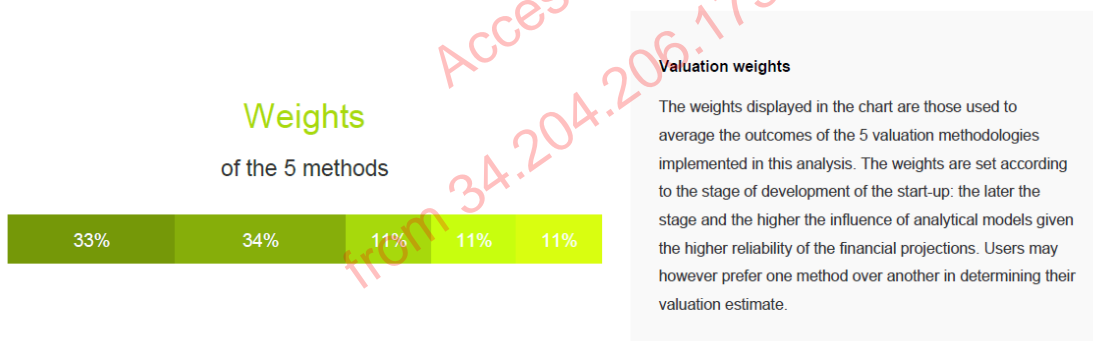 Weights
of the 5 methods
33% 34% 11% 11% 11%
Valuation weights
The weights displayed in the chart are those used to
average the outcomes of the 5 valuation methodologies
implemented in this analysis. The weights are set according
to the stage of development of the start-up: the later the
stage and the higher the influence of analytical models given
the higher reliability of the financial projections. Users may
however prefer one method over another in determining their
valuation estimate.
from 34.204.206.